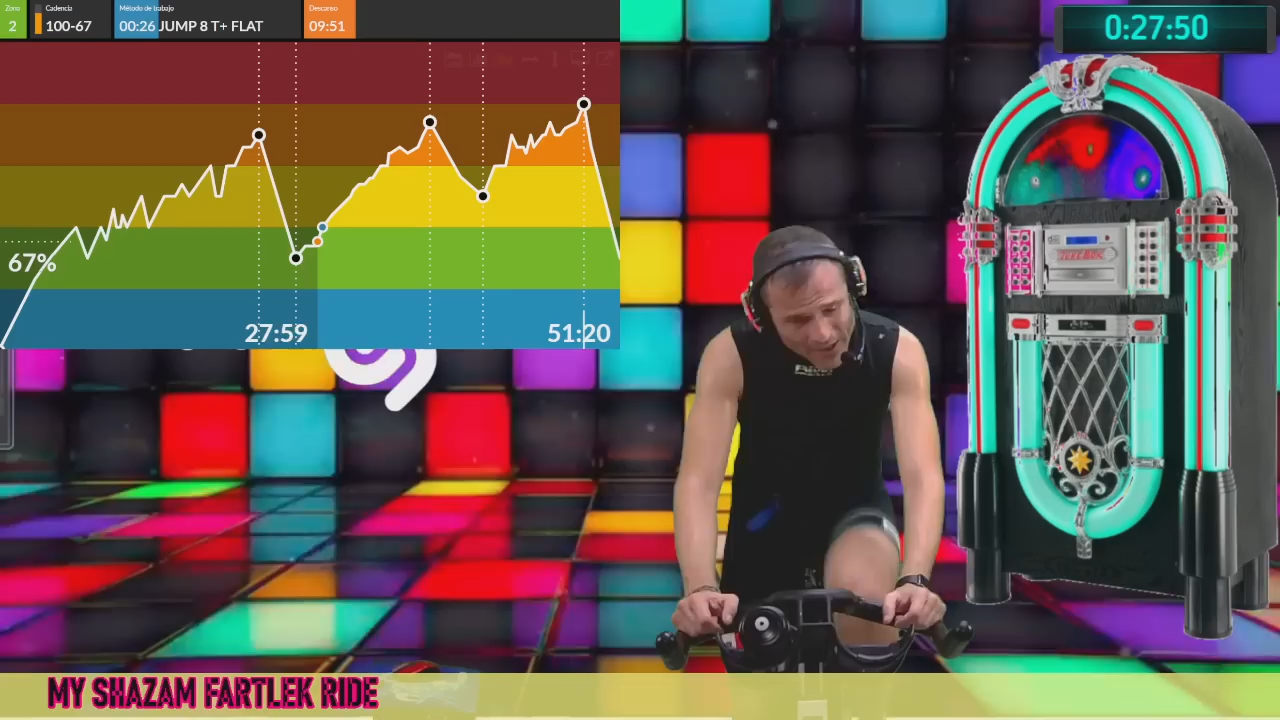 Zona
2
Cadencia
100-67
Método de trabajo
00:26 JUMP 8 T+ FLAT
Descanso
09:51
0:27:50
67%
27:59
51:20
MY SHAZAM FARTLEK RIDE